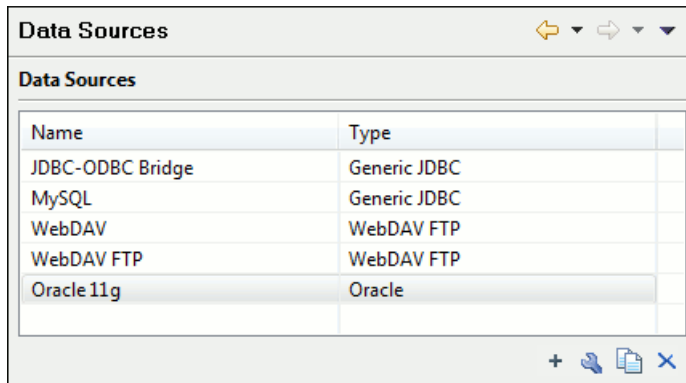 Data Sources
Data Sources
Name Type
JDBC-ODBC Bridge Generic JDBC
MySQL Generic JDBC
WebDAV WebDAV FTP
WebDAV FTP WebDAV FTP
Oracle 11g Oracle